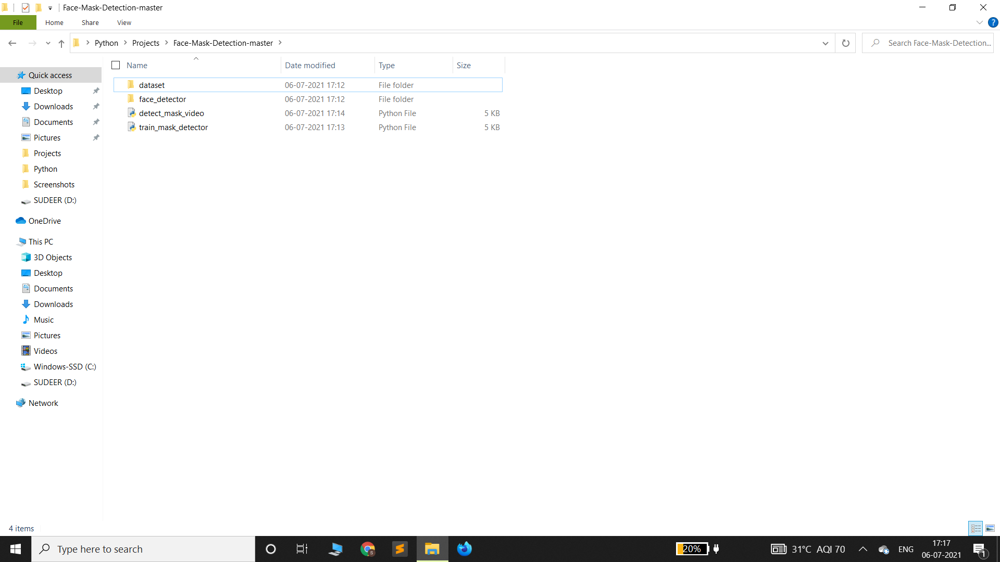 Face-Mask-Detection-master
File Home Share View
Python Projects Face-Mask-Detection-master
Search Face-Mask-Detection...
Name Date modified Type Size
Quick access
Desktop
Downloads
Documents
Pictures
Projects
Python
Screenshots
SUDEER (D:)
OneDrive
This PC
3D Objects
Desktop
Documents
Downloads
Music
Pictures
Videos
Windows-SSD (C:)
SUDEER (D:)
Network
dataset 06-07-2021 17:12 File folder
face_detector 06-07-2021 17:12 File folder
detect_mask_video 06-07-2021 17:14 Python File 5 KB
train_mask_detector 06-07-2021 17:13 Python File 5 KB
4 items
Type here to search
20%
31°C AQI 70
ENG
17:17
06-07-2021
1